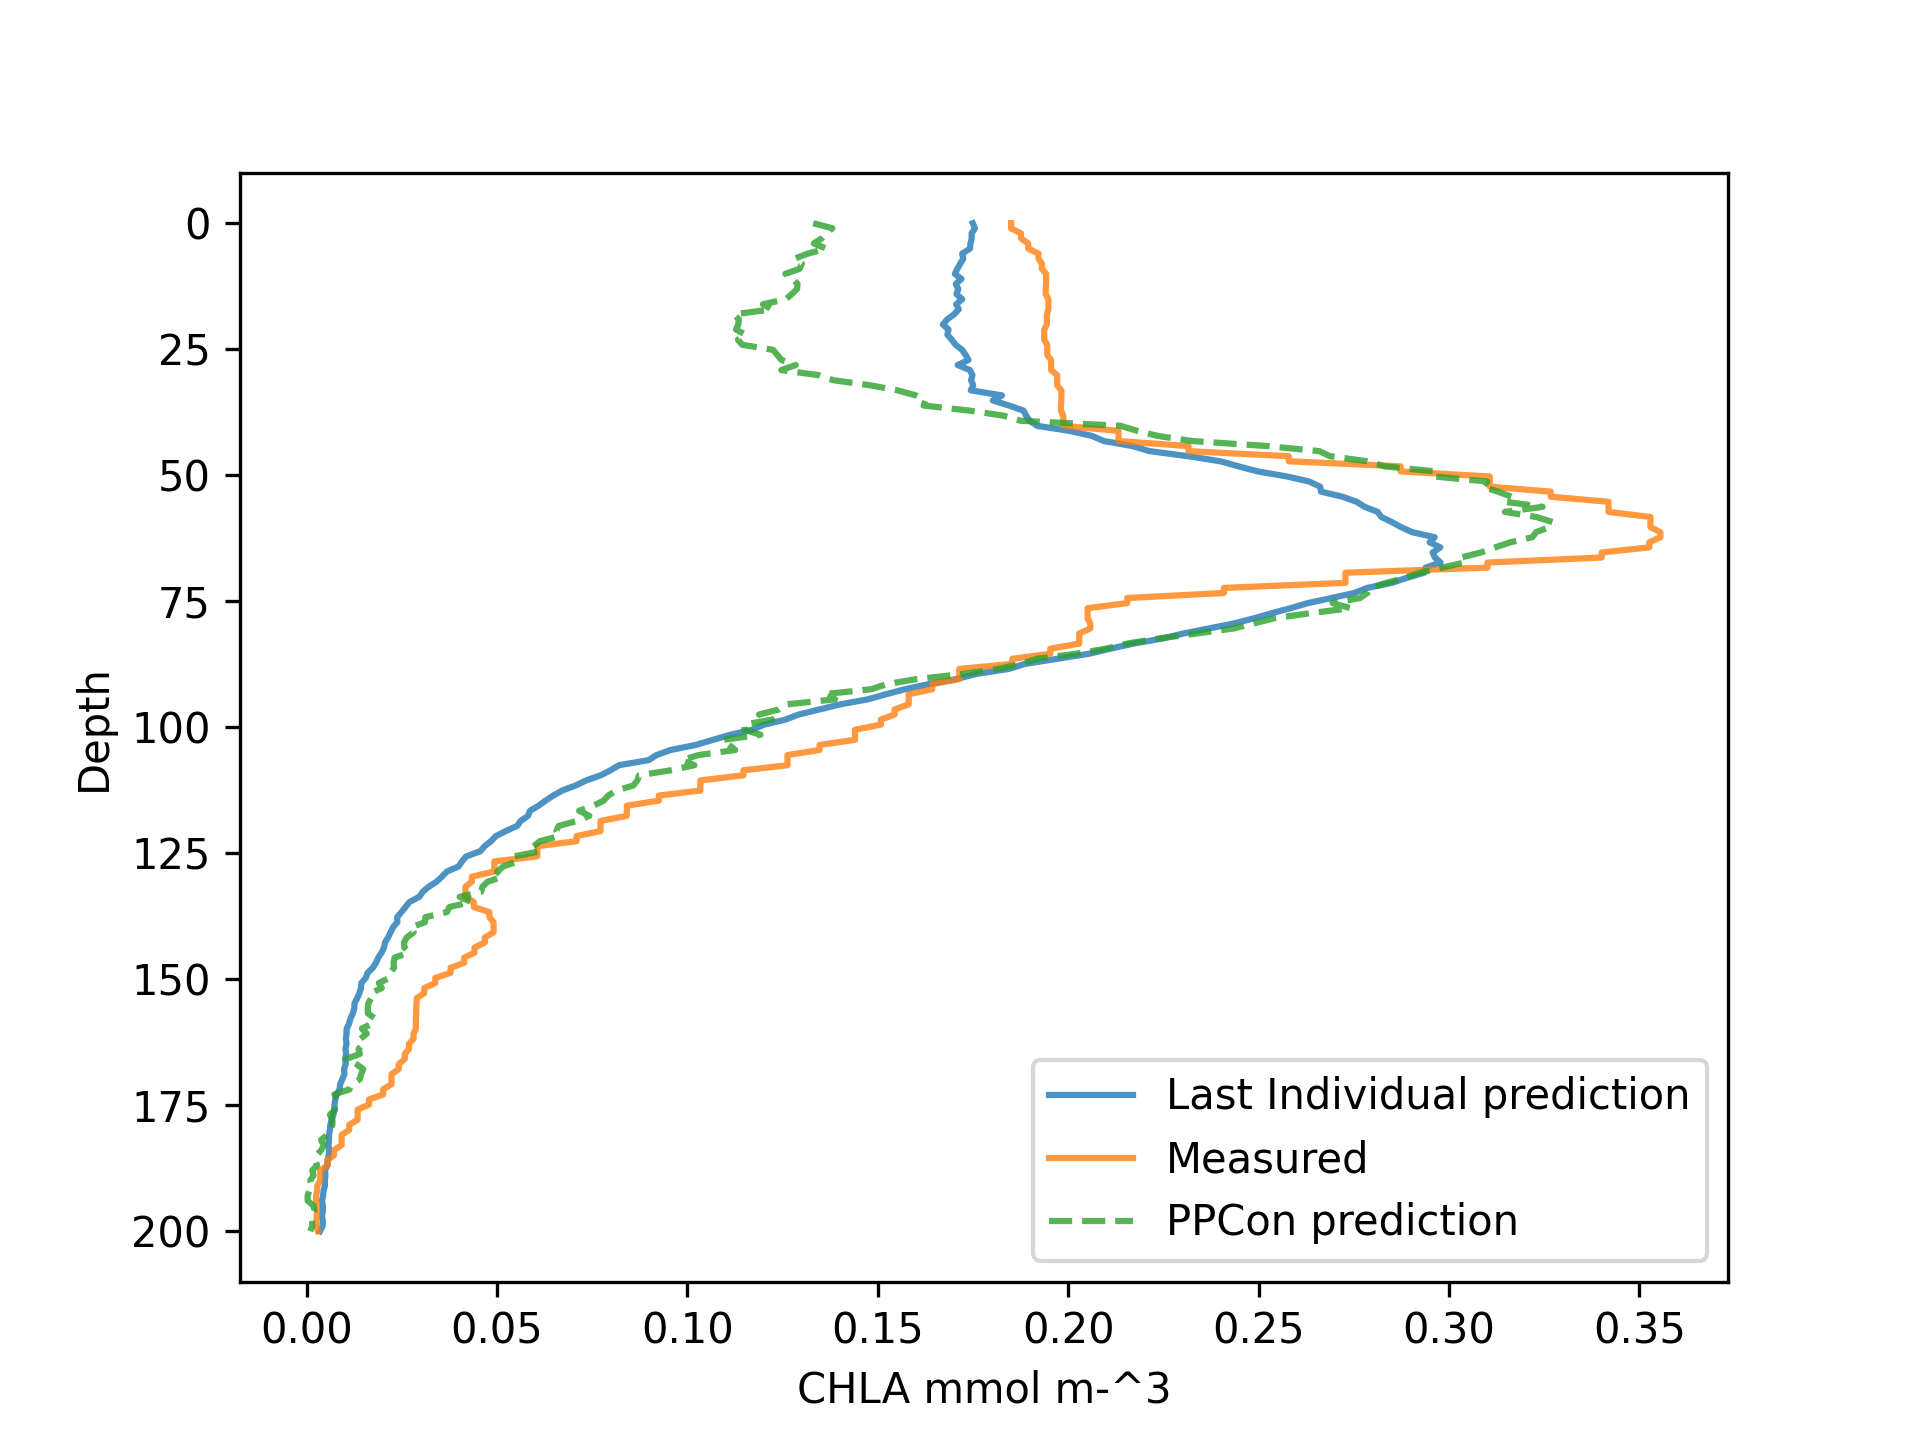 0
25
50
75
100
125
150
175
200
Depth
0.00 0.05 0.10 0.15 0.20 0.25 0.30 0.35
CHLA mmol m-^3
Last Individual prediction
Measured
PPCon prediction